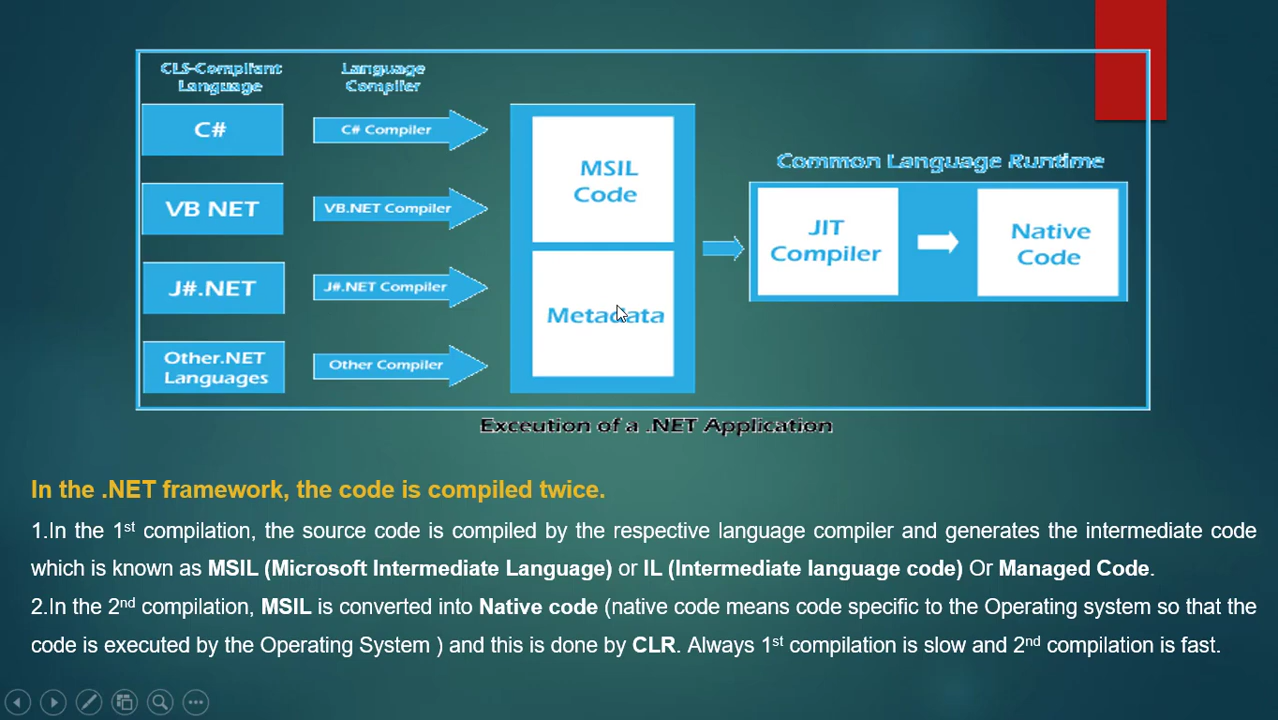 CLS-Compliant
Language
Language
Compiler
C#
C# Compiler
VB NET
VB.NET Compiler
J#.NET
J#.NET Compiler
Other.NET
Languages
Other Compiler
MSIL
Code
Metadata
Common Language Runtime
JIT
Compiler
Native
Code
Exceution of a .NET Application
In the .NET framework, the code is compiled twice.
1.In the 1st compilation, the source code is compiled by the respective language compiler and generates the intermediate code
which is known as MSIL (Microsoft Intermediate Language) or IL (Intermediate language code) Or Managed Code.
2.In the 2nd compilation, MSIL is converted into Native code (native code means code specific to the Operating system so that the
code is executed by the Operating System ) and this is done by CLR. Always 1st compilation is slow and 2nd compilation is fast.